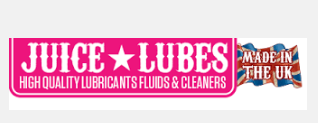 JUICE ★ LUBES
HIGH QUALITY LUBRICANTS FLUIDS & CLEANERS
MADE IN
THE UK